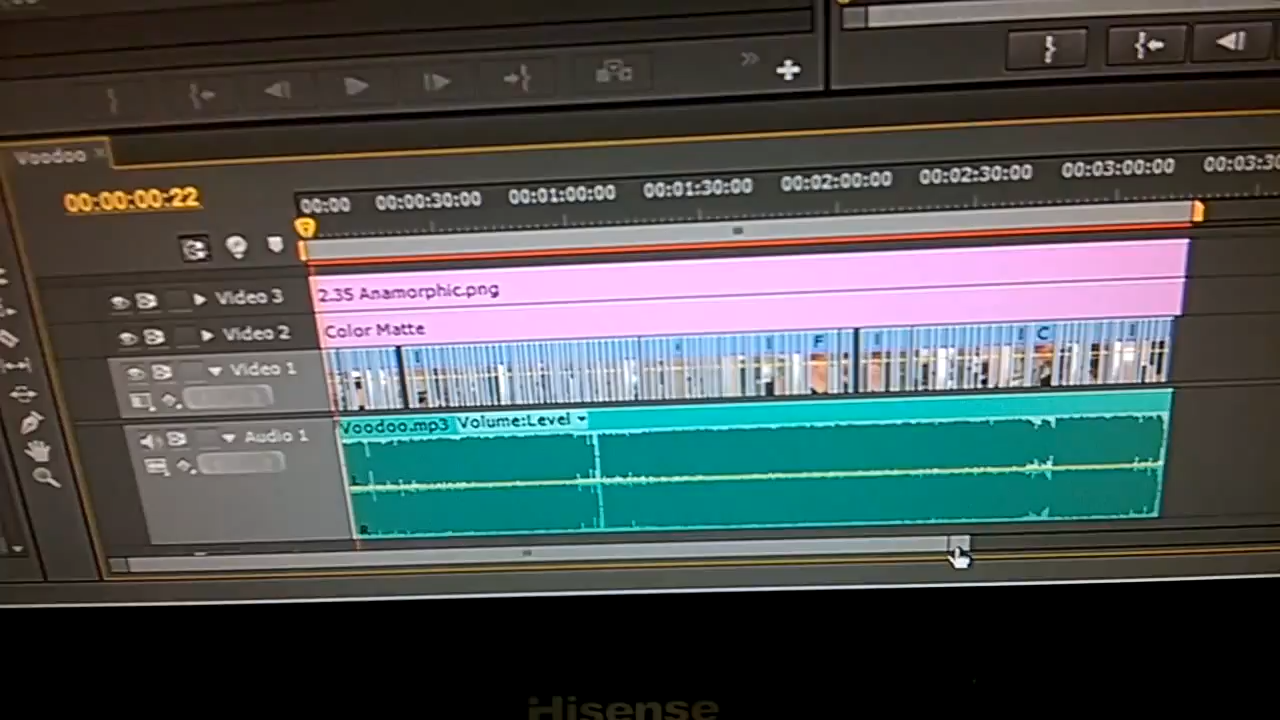 Voodoo
00:00:00:22
00:00 00:00:30:00 00:01:00:00 00:01:30:00 00:02:00:00 00:02:30:00 00:03:00:00 00:03:30
Video 3
2.35 Anamorphic.png
Video 2
Color Matte
Video 1
F
C
Audio 1
Voodoo.mp3 Volume:Level
L
R
Hisense